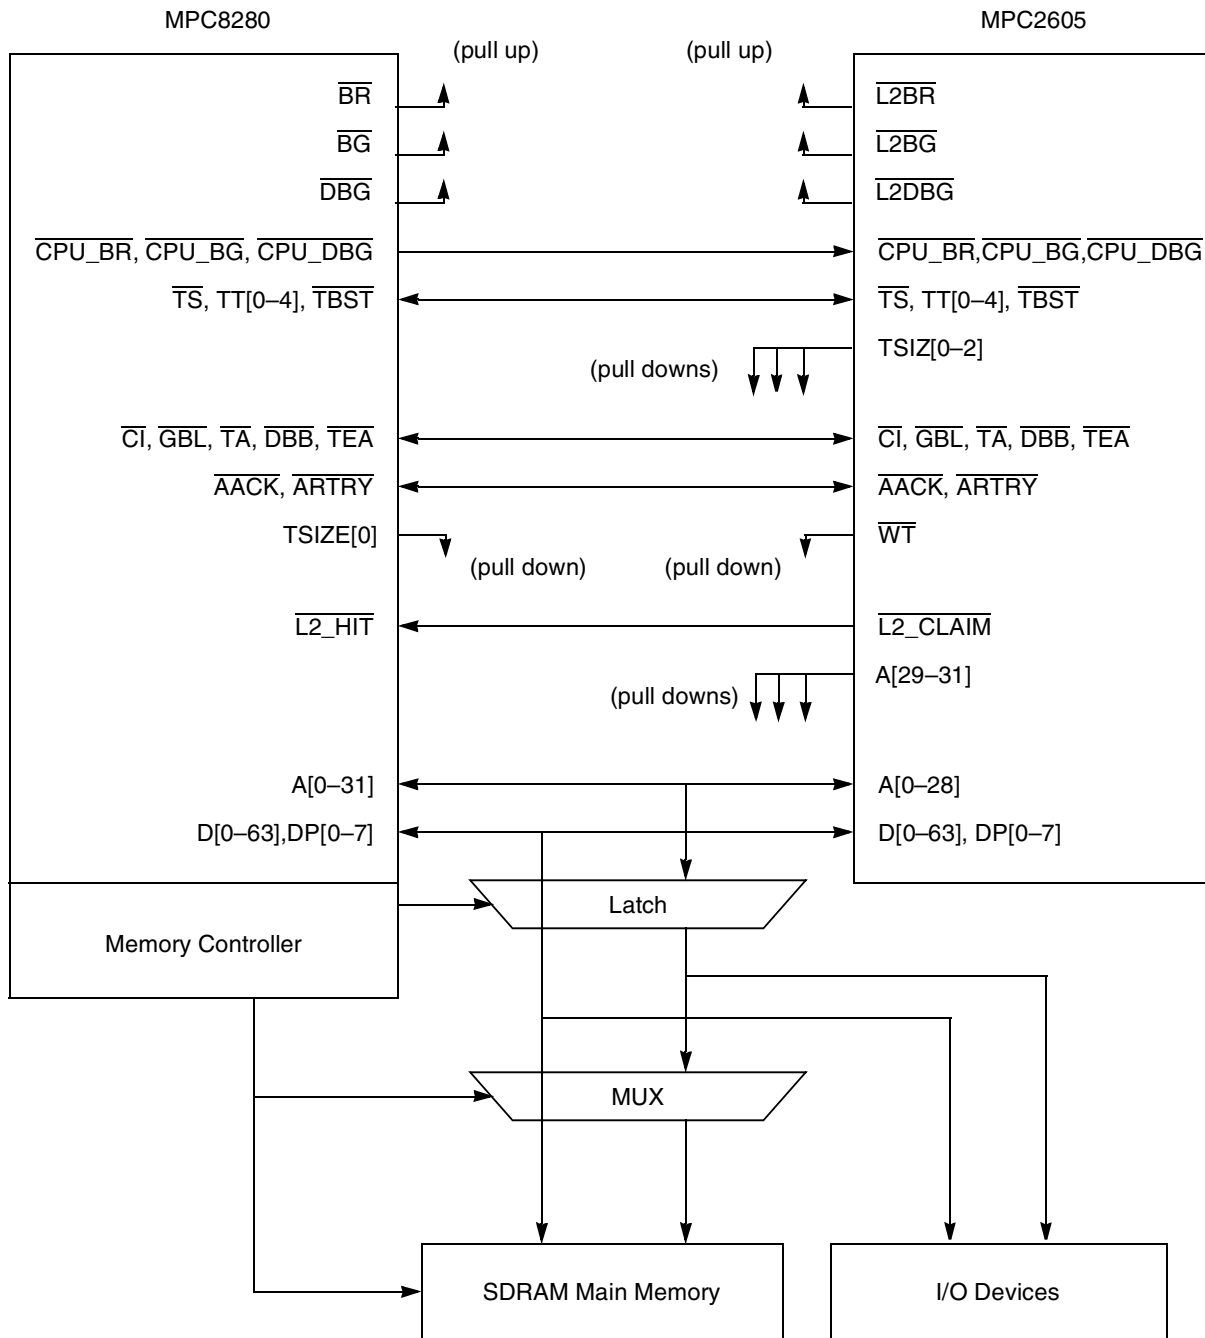 MPC8280 MPC2605
(pull up) (pull up)
BR L2BR
BG L2BG
DBG L2DBG
CPU_BR, CPU_BG, CPU_DBG CPU_BR,CPU_BG,CPU_DBG
TS, TT[0–4], TBST TS, TT[0–4], TBST
TSIZ[0–2]
(pull downs)
CI, GBL, TA, DBB, TEA CI, GBL, TA, DBB, TEA
AACK, ARTRY AACK, ARTRY
TSIZE[0] WT
(pull down) (pull down)
L2_HIT L2_CLAIM
A[29–31]
(pull downs)
A[0–31] A[0–28]
D[0–63],DP[0–7] D[0–63], DP[0–7]
Latch
Memory Controller
MUX
SDRAM Main Memory I/O Devices